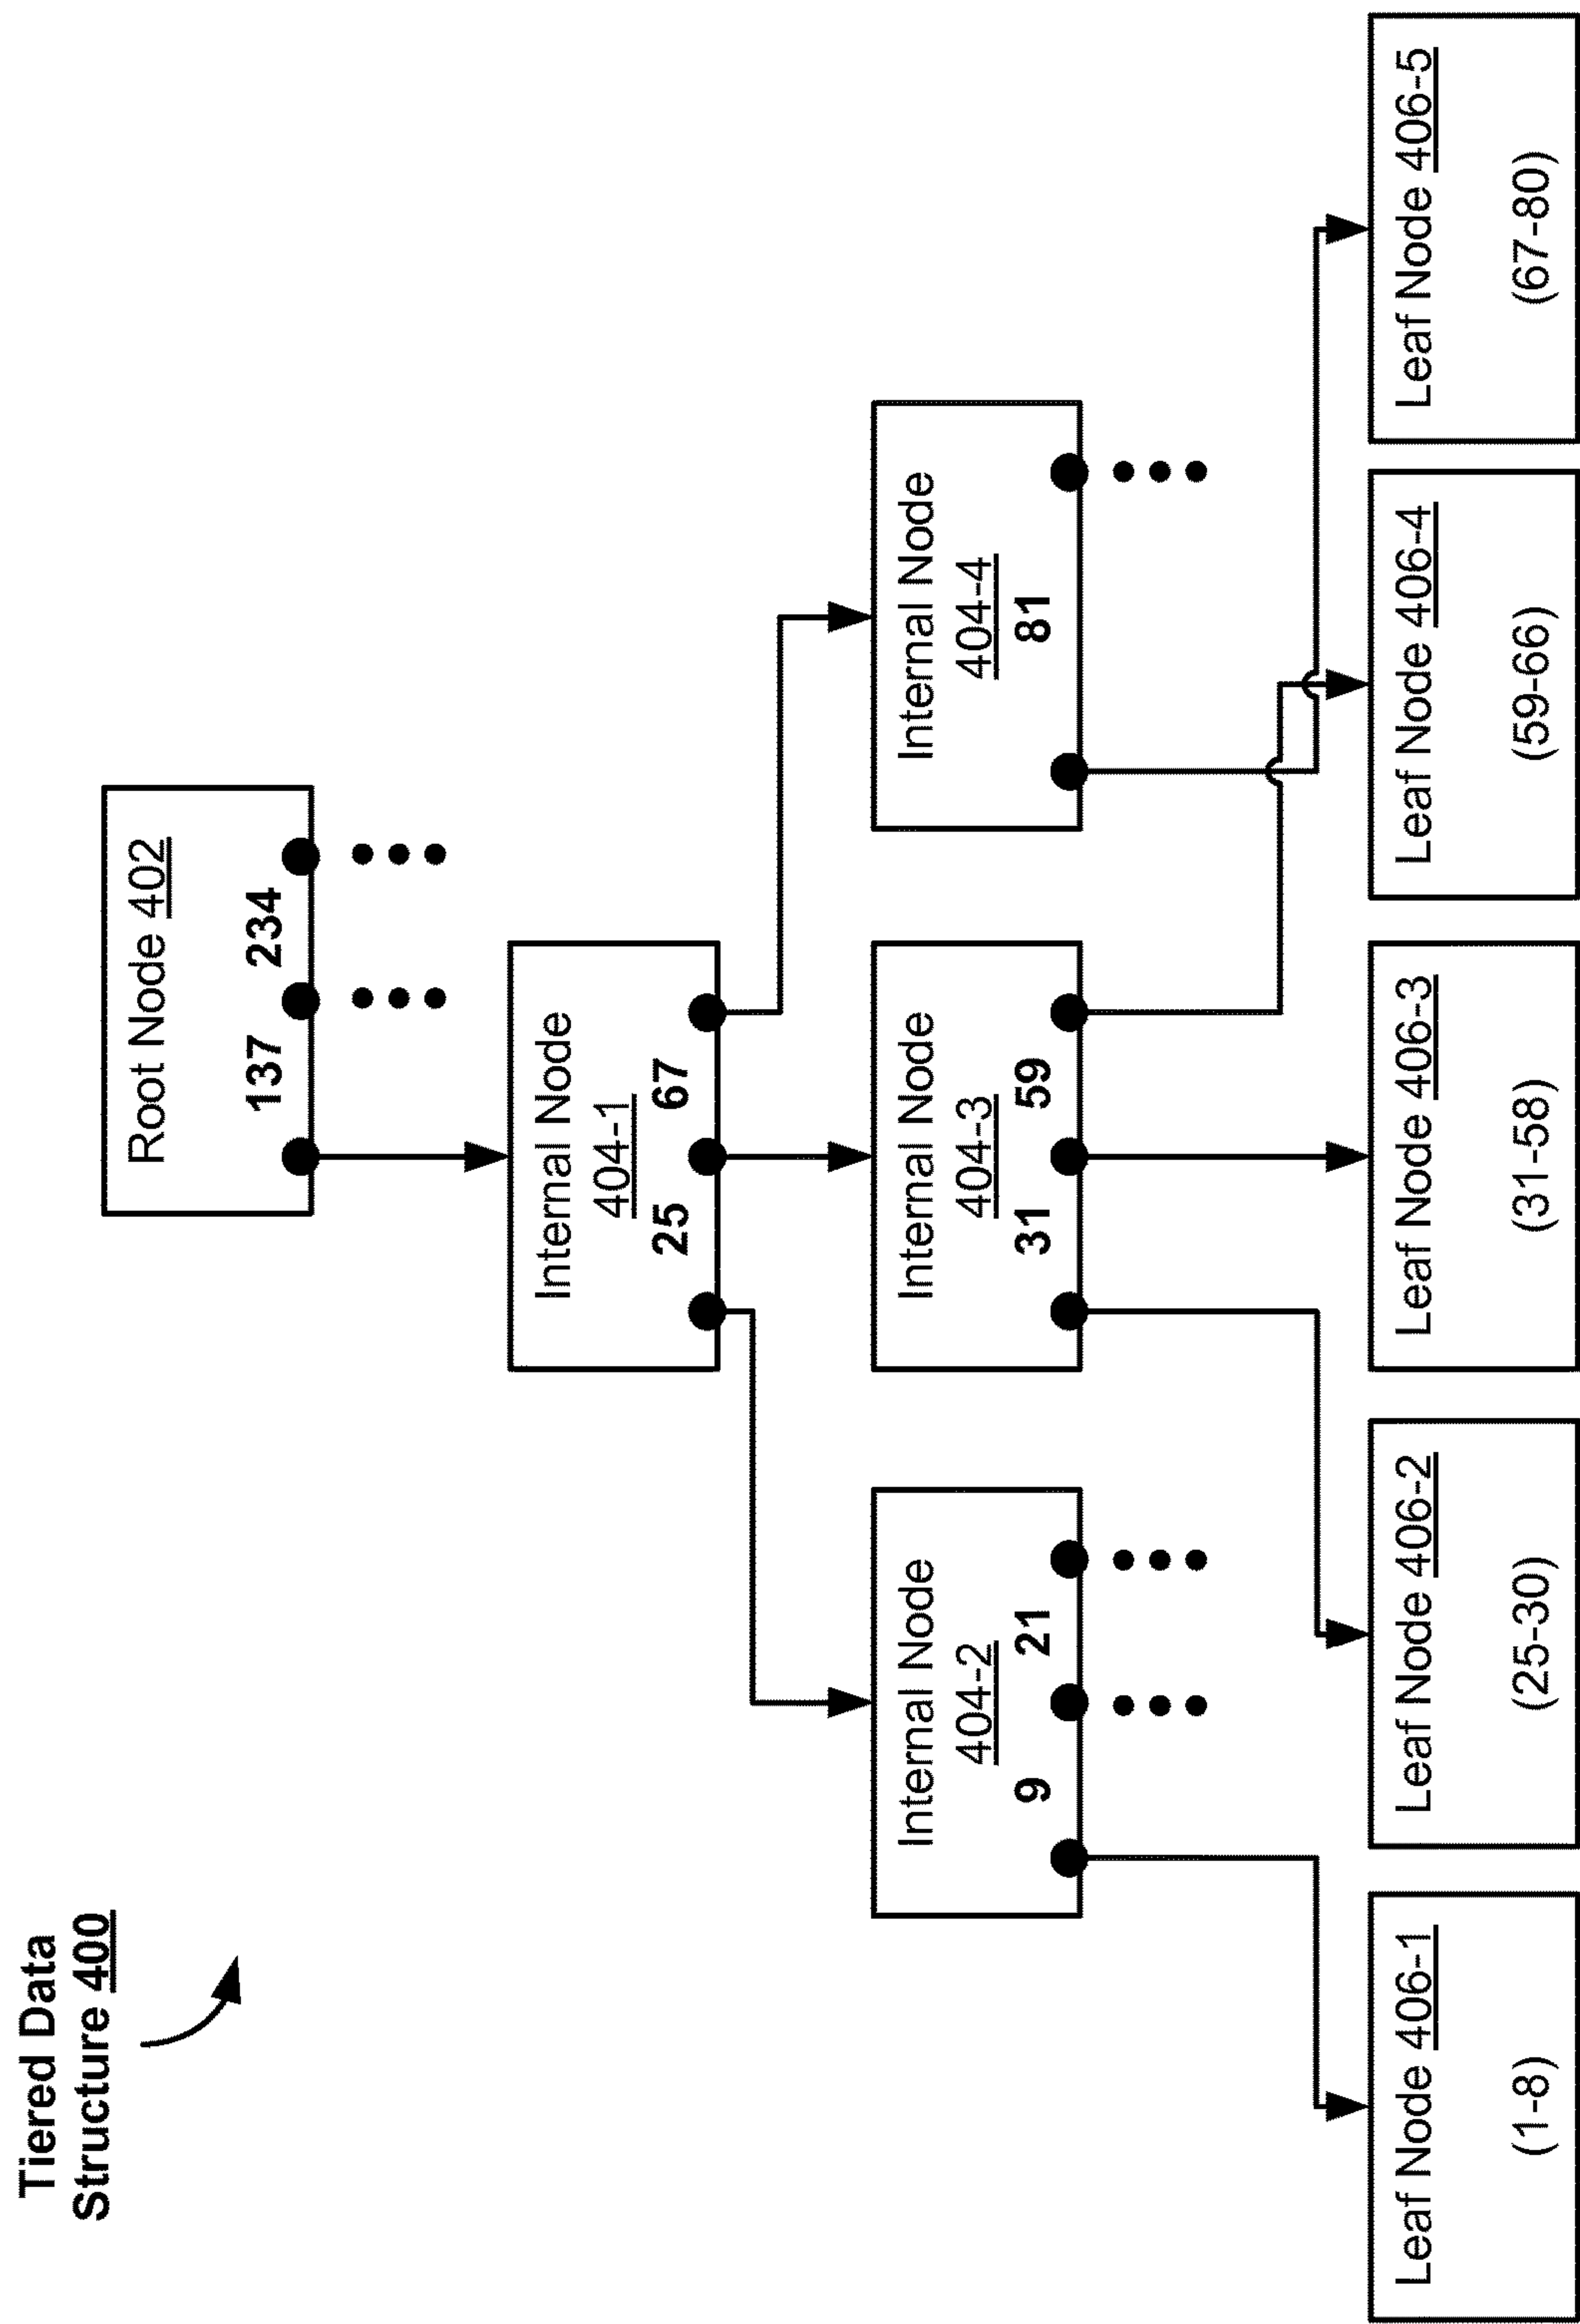 Tiered Data
Structure 400
Root Node 402
137 234
Internal Node
404-1
25 67
Internal Node
404-2
9 21
Internal Node
404-3
31 59
Internal Node
404-4
81
Leaf Node 406-1
(1-8)
Leaf Node 406-2
(25-30)
Leaf Node 406-3
(31-58)
Leaf Node 406-4
(59-66)
Leaf Node 406-5
(67-80)